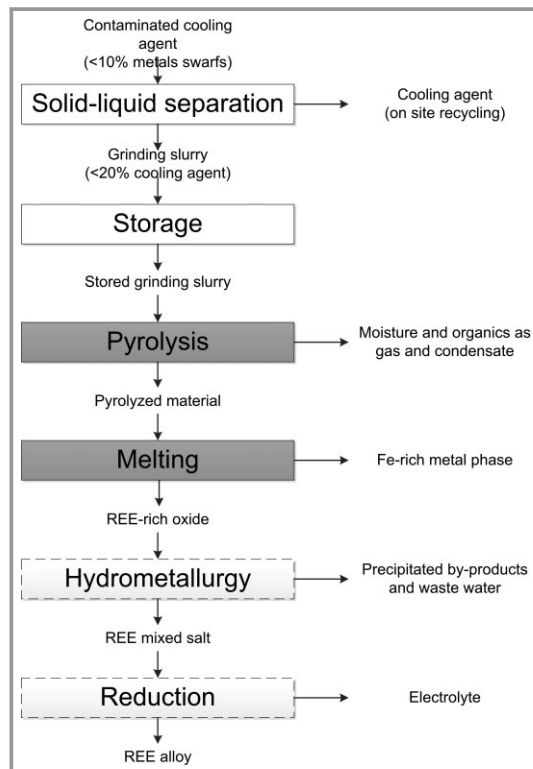 Contaminated cooling
agent
(<10% metals swarfs)
Solid-liquid separation
Cooling agent
(on site recycling)
Grinding slurry
(<20% cooling agent)
Storage
Stored grinding slurry
Pyrolysis
Moisture and organics as
gas and condensate
Pyrolyzed material
Melting
Fe-rich metal phase
REE-rich oxide
Hydrometallurgy
Precipitated by-products
and waste water
REE mixed salt
Reduction
Electrolyte
REE alloy